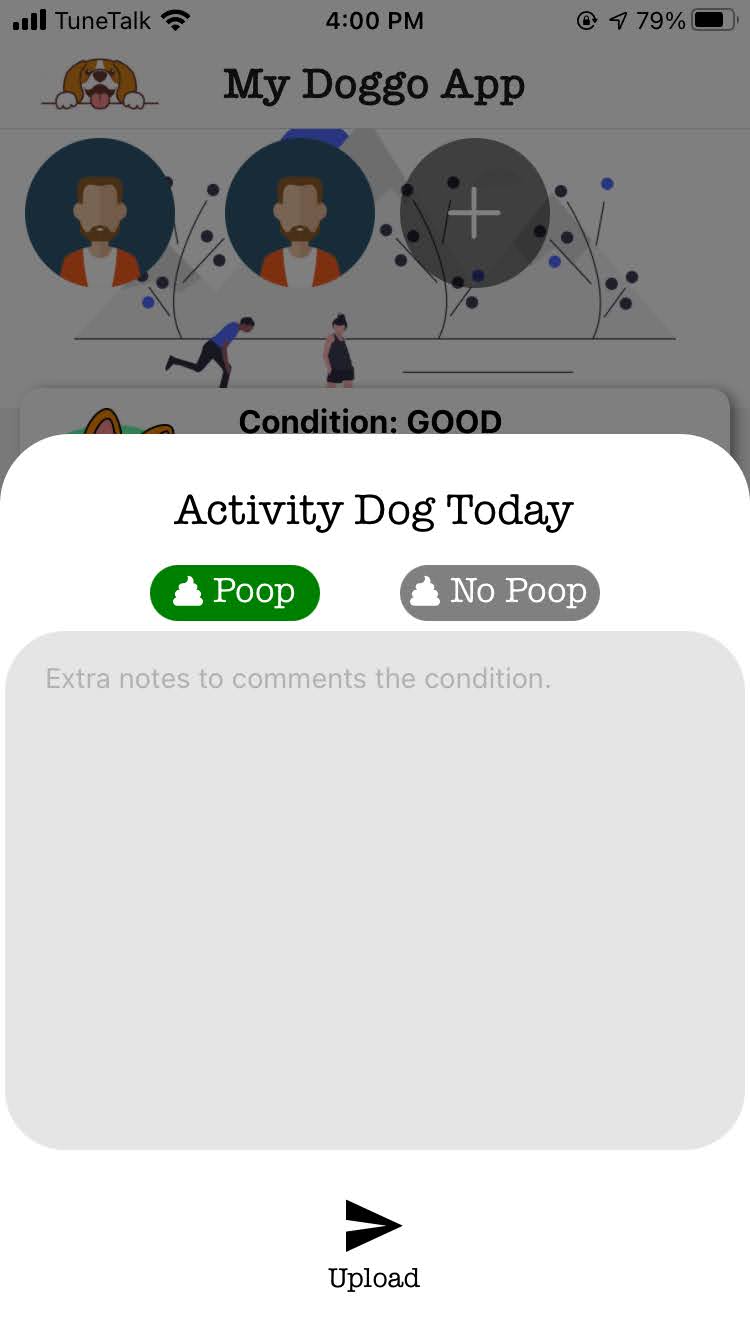 TuneTalk 4:00 PM 79%
My Doggo App
Condition: GOOD
Activity Dog Today
Poop No Poop
Extra notes to comments the condition.
Upload